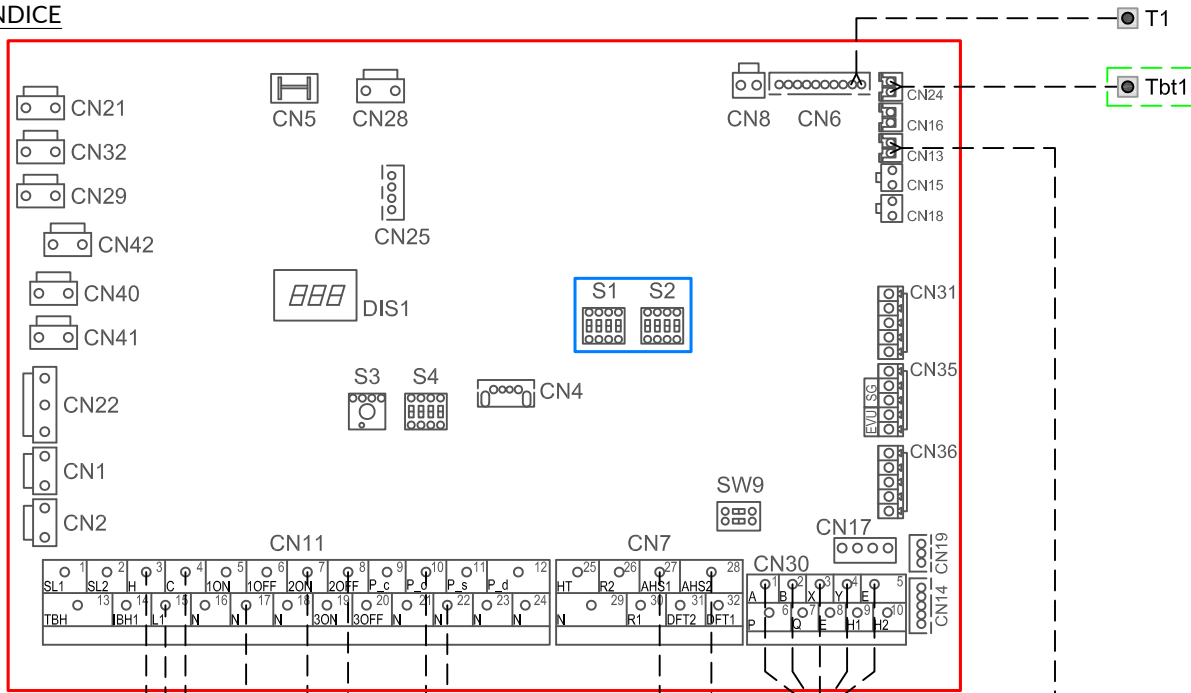 NDICE
T1
Tbt1
CN21
CN5
CN28
CN8
CN6
CN24
CN16
CN13
CN15
CN18
CN32
CN29
CN25
CN42
CN40
DIS1
S1 S2
CN31
CN41
S3 S4
CN4
CN35
SG
EVU
CN22
CN36
CN1
CN2
SW9
CN17
CN19
CN11
CN7
CN30
CN14
1 2 3 4 5 6 7 8 9 10 11 12
SL1 SL2 H C 1ON 1OFF 2ON 2OFF P_c P_o P_s P_d
13 14 15 16 17 18 19 20 21 22 23 24
TBH IBH1 L1 N N N 3ON 3OFF N N N N
25 26 27 28
HT R2 AHS1 AHS2
29 30 31 32
N R1 DFT2 DFT1
1 2 3 4 5
A B X Y E
6 7 8 9 10
P Q E H1 H2